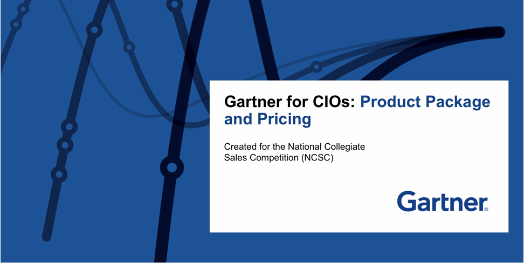 Gartner for CIOs: Product Package
and Pricing
Created for the National Collegiate
Sales Competition (NCSC)
Gartner®